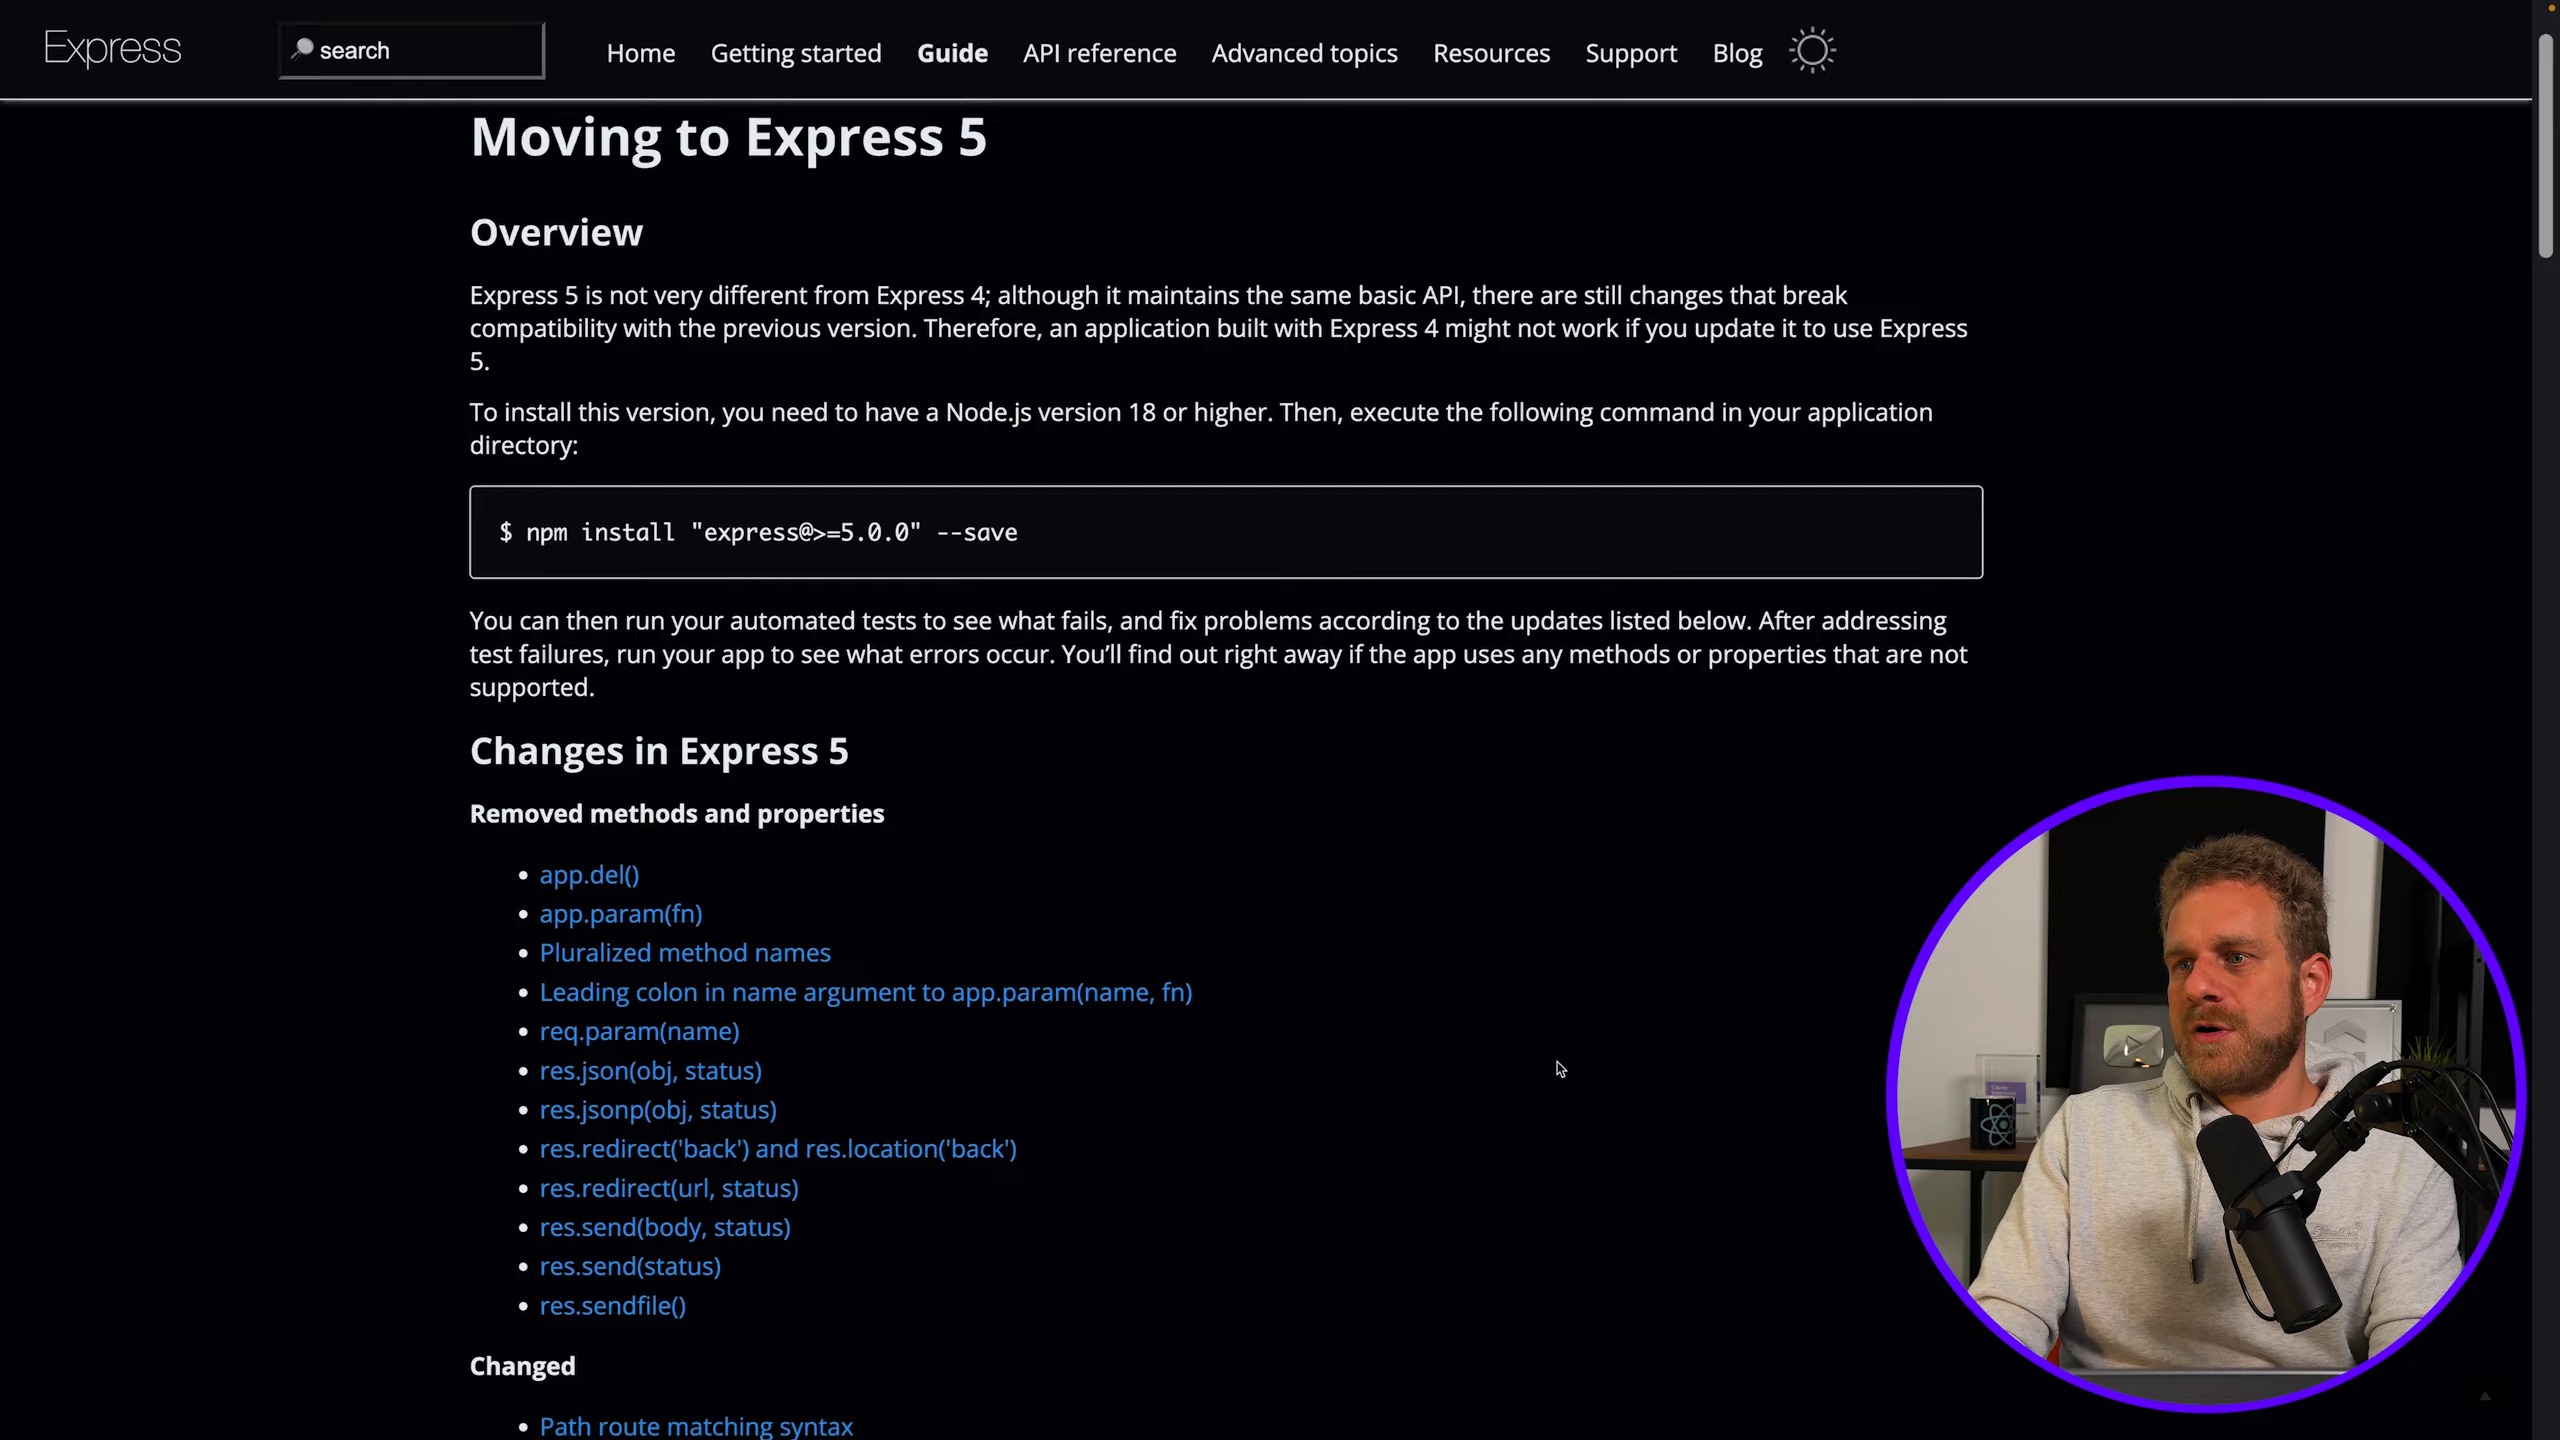 Express
search
Home
Getting started
Guide
API reference
Advanced topics
Resources
Support
Blog
Moving to Express 5
Overview
Express 5 is not very different from Express 4; although it maintains the same basic API, there are still changes that break
compatibility with the previous version. Therefore, an application built with Express 4 might not work if you update it to use Express
5.
To install this version, you need to have a Node.js version 18 or higher. Then, execute the following command in your application
directory:
$ npm install "express@>=5.0.0" --save
You can then run your automated tests to see what fails, and fix problems according to the updates listed below. After addressing
test failures, run your app to see what errors occur. You’ll find out right away if the app uses any methods or properties that are not
supported.
Changes in Express 5
Removed methods and properties
• app.del()
• app.param(fn)
• Pluralized method names
• Leading colon in name argument to app.param(name, fn)
• req.param(name)
• res.json(obj, status)
• res.jsonp(obj, status)
• res.redirect('back') and res.location('back')
• res.redirect(url, status)
• res.send(body, status)
• res.send(status)
• res.sendfile()
Changed
• Path route matching syntax